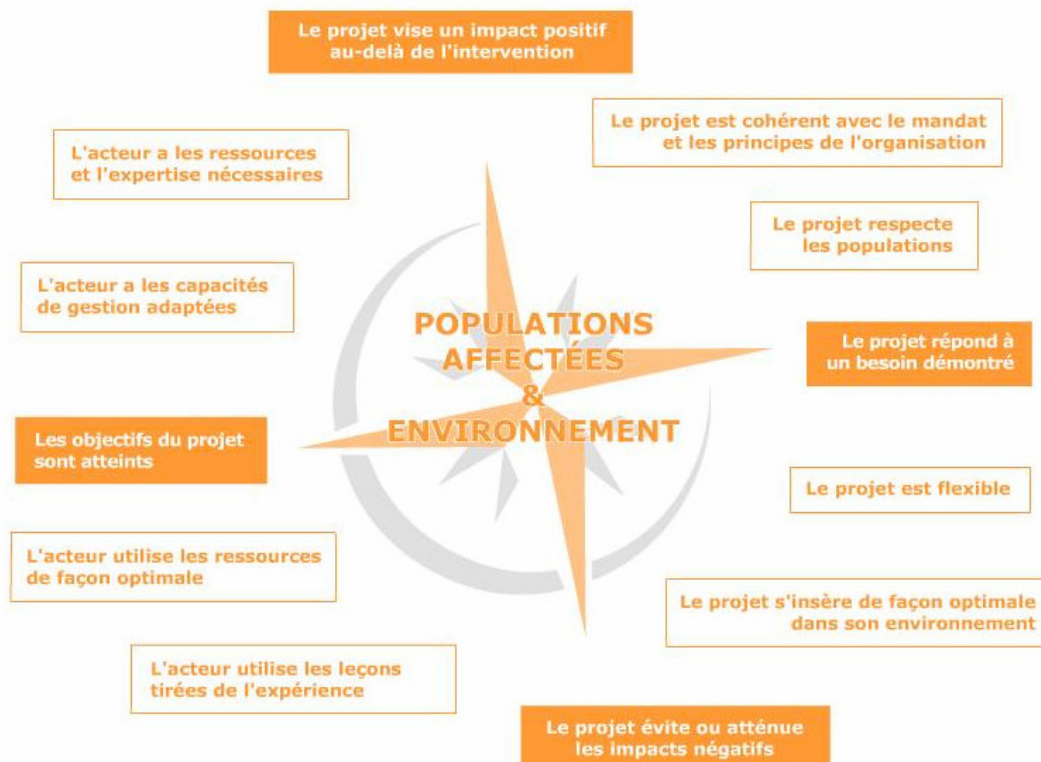 Le projet vise un impact positif
au-delà de l'intervention
Le projet est cohérent avec le mandat
et les principes de l'organisation
L'acteur a les ressources
et l'expertise nécessaires
Le projet respecte
les populations
L'acteur a les capacités
de gestion adaptées
POPULATIONS
AFFECTÉES
&
ENVIRONNEMENT
Le projet répond à
un besoin démontré
Les objectifs du projet
sont atteints
Le projet est flexible
L'acteur utilise les ressources
de façon optimale
Le projet s'insère de façon optimale
dans son environnement
L'acteur utilise les leçons
tirées de l'expérience
Le projet évite ou atténue
les impacts négatifs